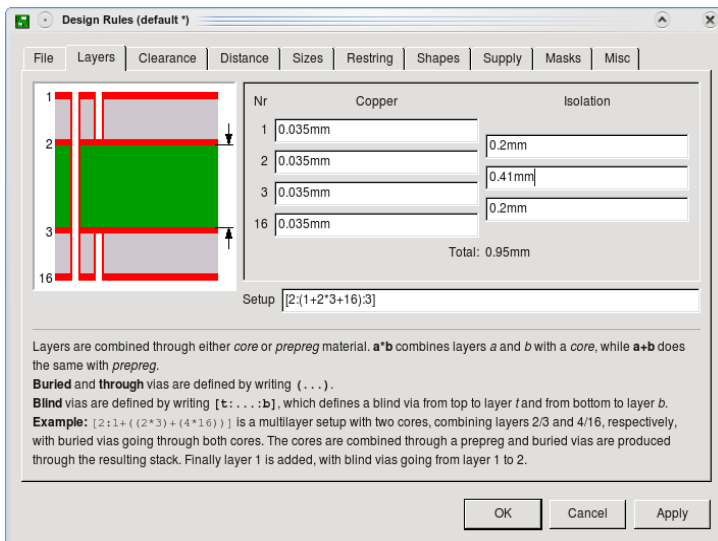 Design Rules (default *)
File Layers Clearance Distance Sizes Restring Shapes Supply Masks Misc
Nr Copper Isolation
1
1 0.035mm
0.2mm
2
2 0.035mm
0.41mm
3
3 0.035mm
0.2mm
16
16 0.035mm
Total: 0.95mm
Setup [2:(1+2*3+16):3]
Layers are combined through either core or prepreg material. a*b combines layers a and b with a core, while a+b does
the same with prepreg.
Buried and through vias are defined by writing (...).
Blind vias are defined by writing [t:...:b], which defines a blind via from top to layer t and from bottom to layer b.
Example: [2:1+((2*3)+(4*16))] is a multilayer setup with two cores, combining layers 2/3 and 4/16, respectively,
with buried vias going through both cores. The cores are combined through a prepreg and buried vias are produced
through the resulting stack. Finally layer 1 is added, with blind vias going from layer 1 to 2.
OK Cancel Apply